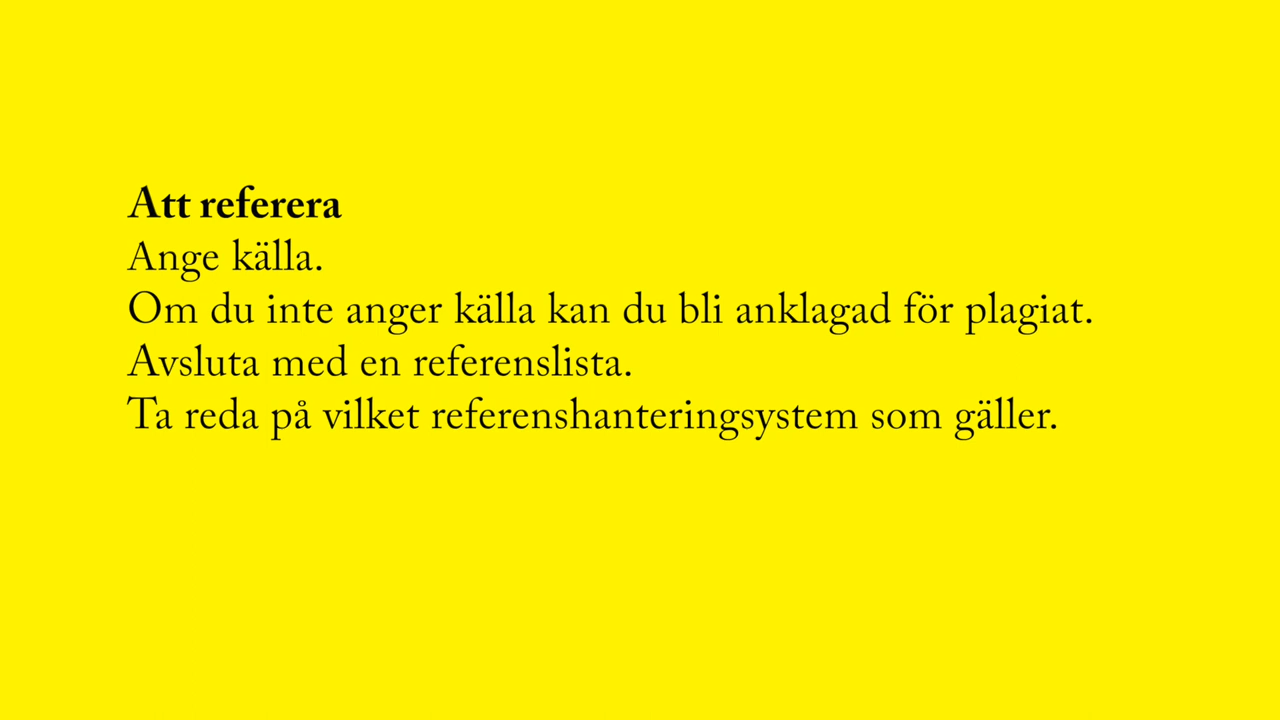 Att referera
Ange källa.
Om du inte anger källa kan du bli anklagad för plagiat.
Avsluta med en referenslista.
Ta reda på vilket referenshanteringsystem som gäller.